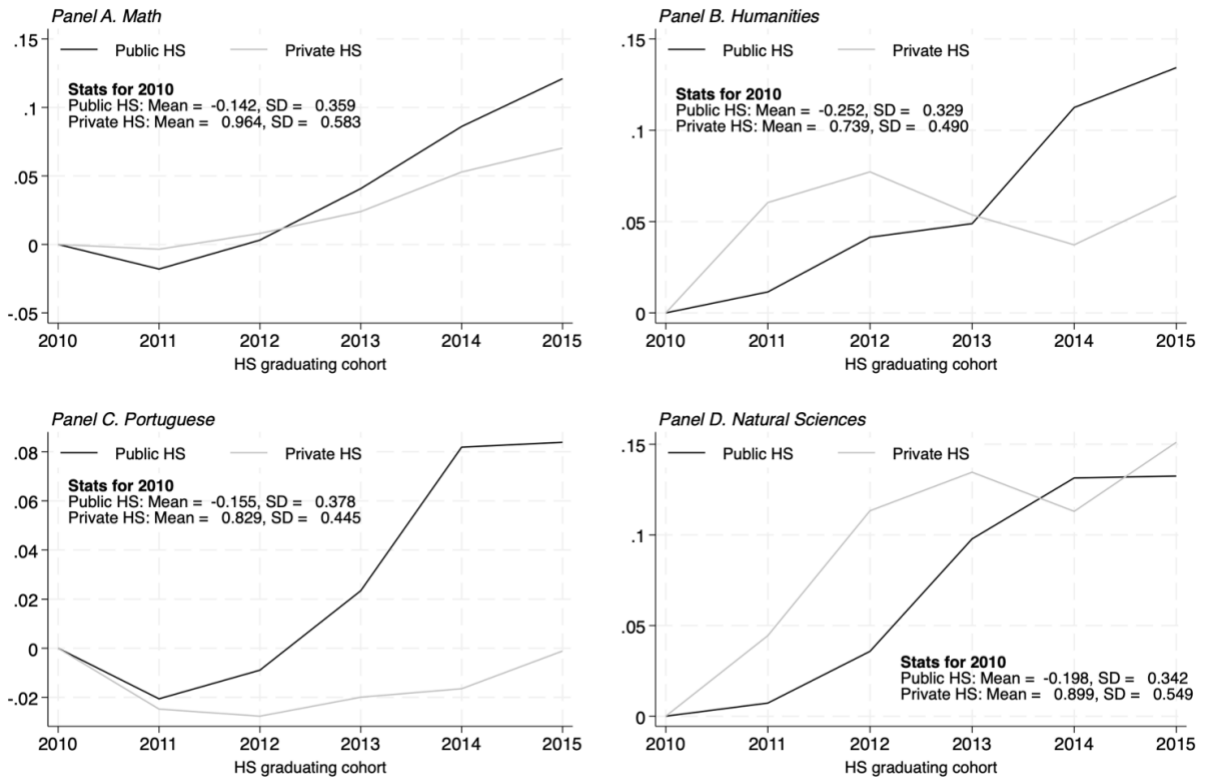 Panel A. Math
.15
Public HS Private HS
Stats for 2010
Public HS: Mean = -0.142, SD = 0.359
Private HS: Mean = 0.964, SD = 0.583
.1
.05
0
-.05
2010 2011 2012 2013 2014 2015
HS graduating cohort
Panel B. Humanities
.15
Public HS Private HS
Stats for 2010
Public HS: Mean = -0.252, SD = 0.329
Private HS: Mean = 0.739, SD = 0.490
.1
.05
0
2010 2011 2012 2013 2014 2015
HS graduating cohort
Panel C. Portuguese
.08
Public HS Private HS
Stats for 2010
Public HS: Mean = -0.155, SD = 0.378
Private HS: Mean = 0.829, SD = 0.445
.06
.04
.02
0
-.02
2010 2011 2012 2013 2014 2015
HS graduating cohort
Panel D. Natural Sciences
.15
Public HS Private HS
.1
.05
Stats for 2010
Public HS: Mean = -0.198, SD = 0.342
Private HS: Mean = 0.899, SD = 0.549
0
2010 2011 2012 2013 2014 2015
HS graduating cohort